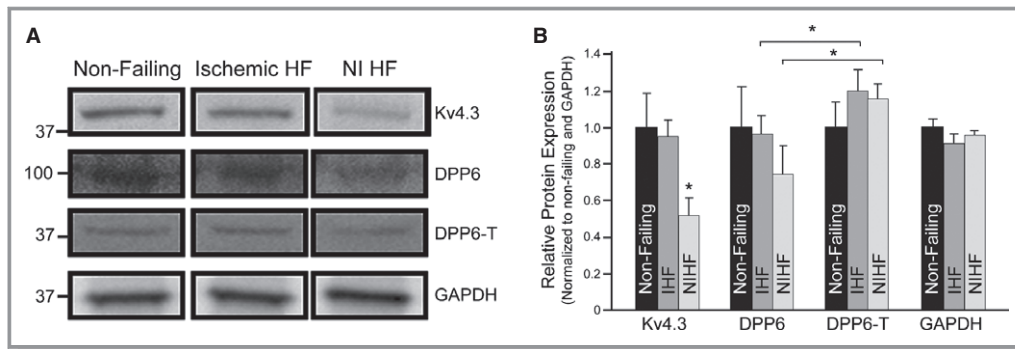 A
Non-Failing Ischemic HF NI HF
Kv4.3
37
100
DPP6
DPP6-T
37
GAPDH
37
B
*
*
1.4
1.2
1.0
0.8
0.6
0.4
0.2
0
Relative Protein Expression
(Normalized to non-failing and GAPDH)
*
Non-Failing IHF NIHF Non-Failing IHF NIHF Non-Failing IHF NIHF Non-Failing IHF NIHF
Kv4.3 DPP6 DPP6-T GAPDH